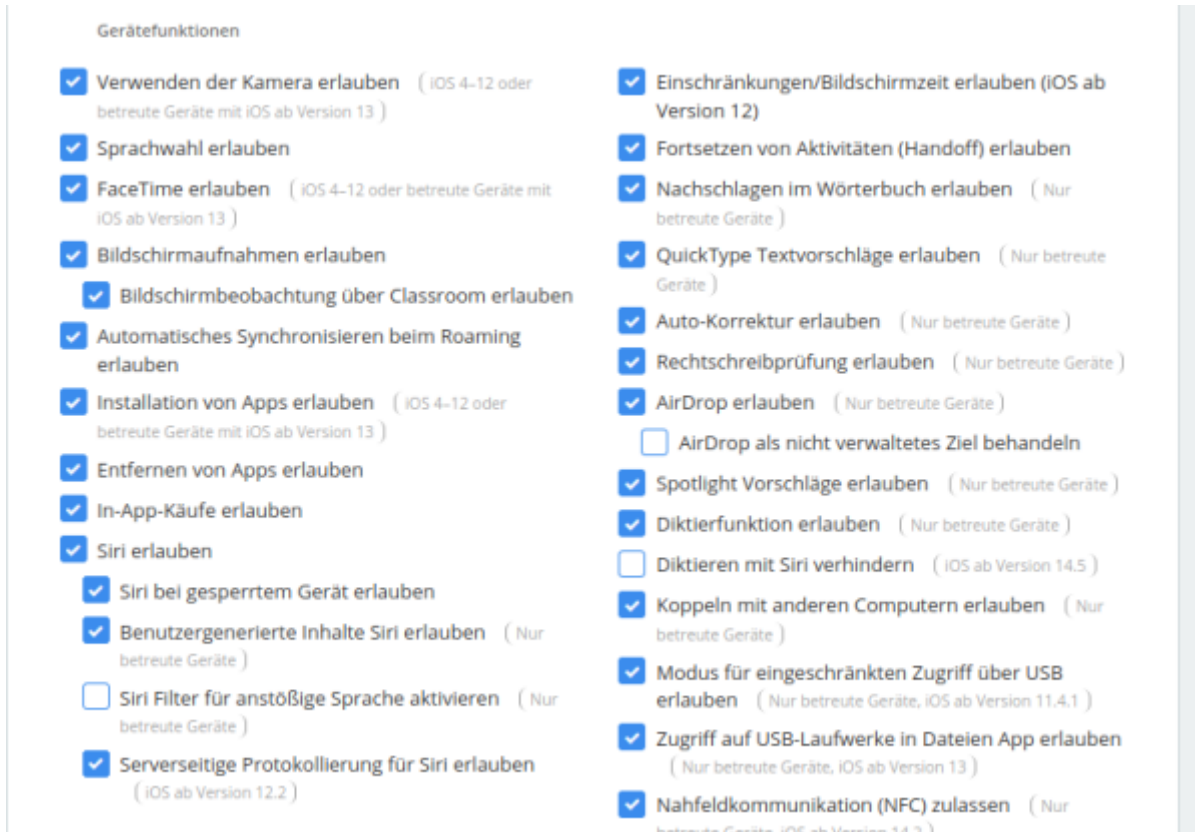 Gerätefunktionen
Verwenden der Kamera erlauben ( iOS 4–12 oder
betreute Geräte mit iOS ab Version 13 )
Sprachwahl erlauben
FaceTime erlauben ( iOS 4–12 oder betreute Geräte mit
iOS ab Version 13 )
Bildschirmaufnahmen erlauben
Bildschirmbeobachtung über Classroom erlauben
Automatisches Synchronisieren beim Roaming
erlauben
Installation von Apps erlauben ( iOS 4–12 oder
betreute Geräte mit iOS ab Version 13 )
Entfernen von Apps erlauben
In-App-Käufe erlauben
Siri erlauben
Siri bei gesperrtem Gerät erlauben
Benutzergenerierte Inhalte Siri erlauben ( Nur
betreute Geräte )
Siri Filter für anstößige Sprache aktivieren ( Nur
betreute Geräte )
Serverseitige Protokollierung für Siri erlauben
( iOS ab Version 12.2 )
Einschränkungen/Bildschirmzeit erlauben (iOS ab
Version 12)
Fortsetzen von Aktivitäten (Handoff) erlauben
Nachschlagen im Wörterbuch erlauben ( Nur
betreute Geräte )
QuickType Textvorschläge erlauben ( Nur betreute
Geräte )
Auto-Korrektur erlauben ( Nur betreute Geräte )
Rechtschreibprüfung erlauben ( Nur betreute Geräte )
AirDrop erlauben ( Nur betreute Geräte )
AirDrop als nicht verwaltetes Ziel behandeln
Spotlight Vorschläge erlauben ( Nur betreute Geräte )
Diktierfunktion erlauben ( Nur betreute Geräte )
Diktieren mit Siri verhindern ( iOS ab Version 14.5 )
Koppeln mit anderen Computern erlauben ( Nur
betreute Geräte )
Modus für eingeschränkten Zugriff über USB
erlauben ( Nur betreute Geräte, iOS ab Version 11.4.1 )
Zugriff auf USB-Laufwerke in Dateien App erlauben
( Nur betreute Geräte, iOS ab Version 13 )
Nahfeldkommunikation (NFC) zulassen ( Nur
betreute Geräte, iOS ab Version 14.2 )